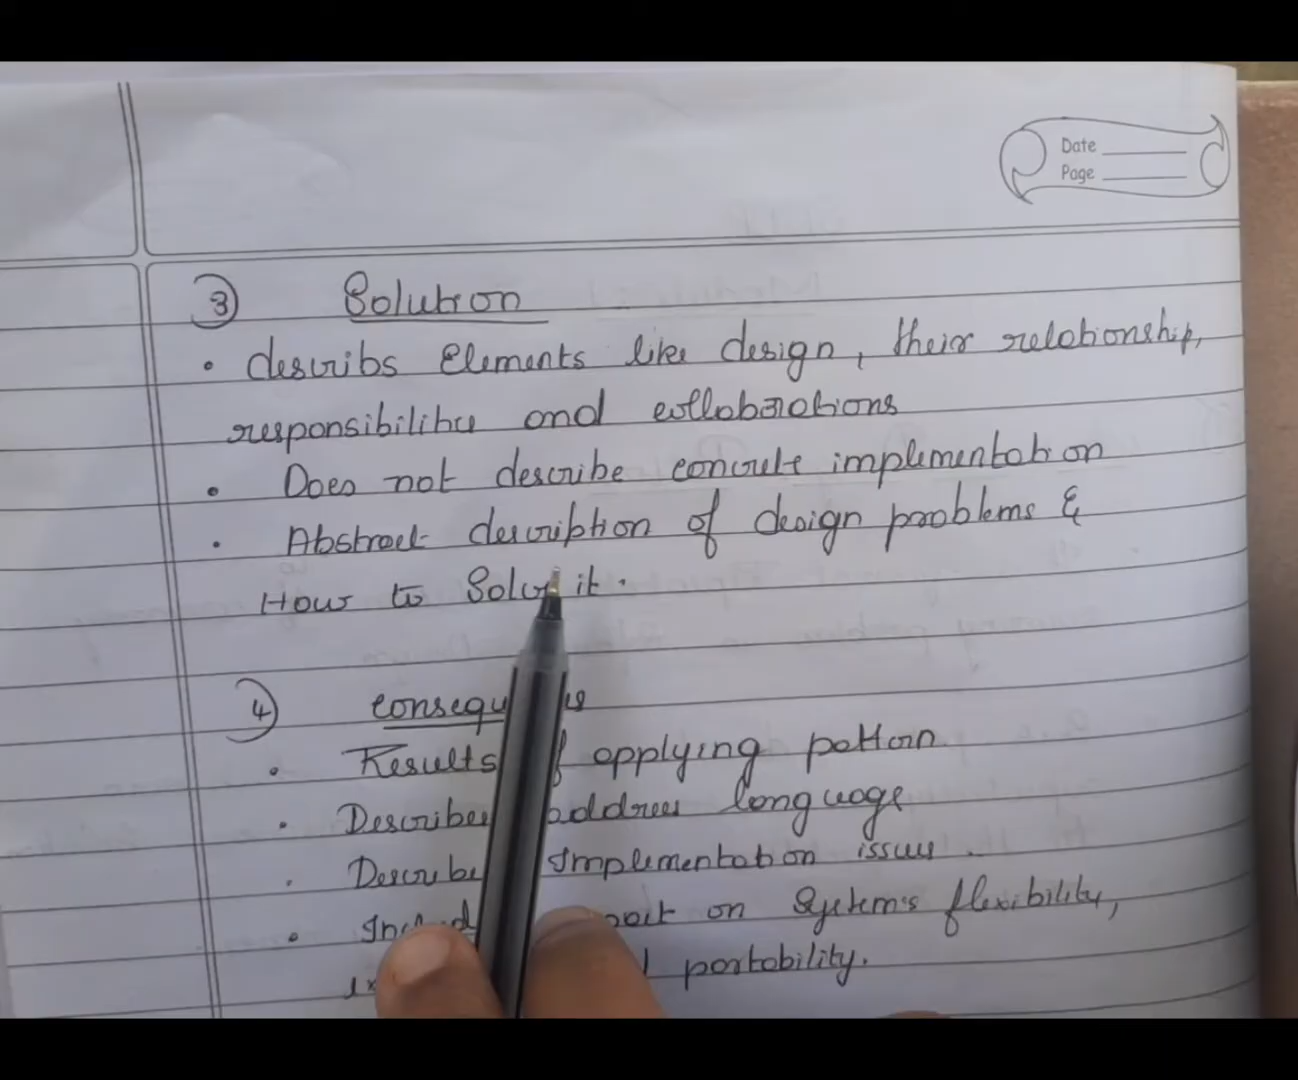 Date
Page
③ Solution
• describs Elements like design, their relationship,
responsibilitie and collaborations
• Does not describe concrete implementation
• Abstract description of design problems &
How to Solve it.
④
• Results applying pattern
• Describe address language
• Describe Implementation issues.
• on System's flexibility,
portability.